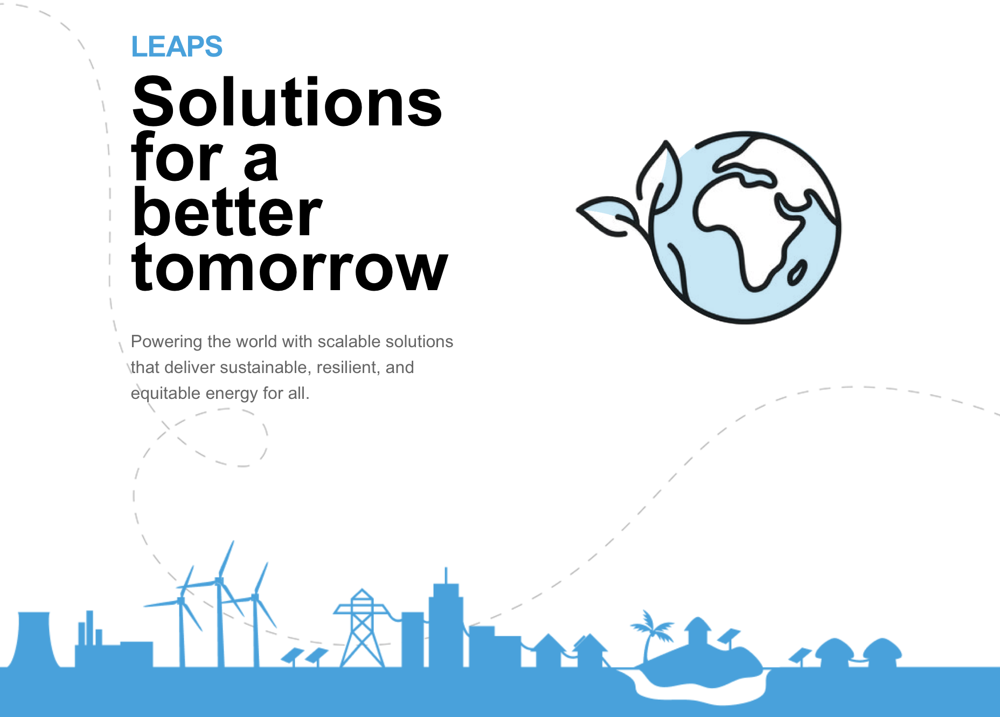 LEAPS
Solutions
for a
better
tomorrow
Powering the world with scalable solutions
that deliver sustainable, resilient, and
equitable energy for all.